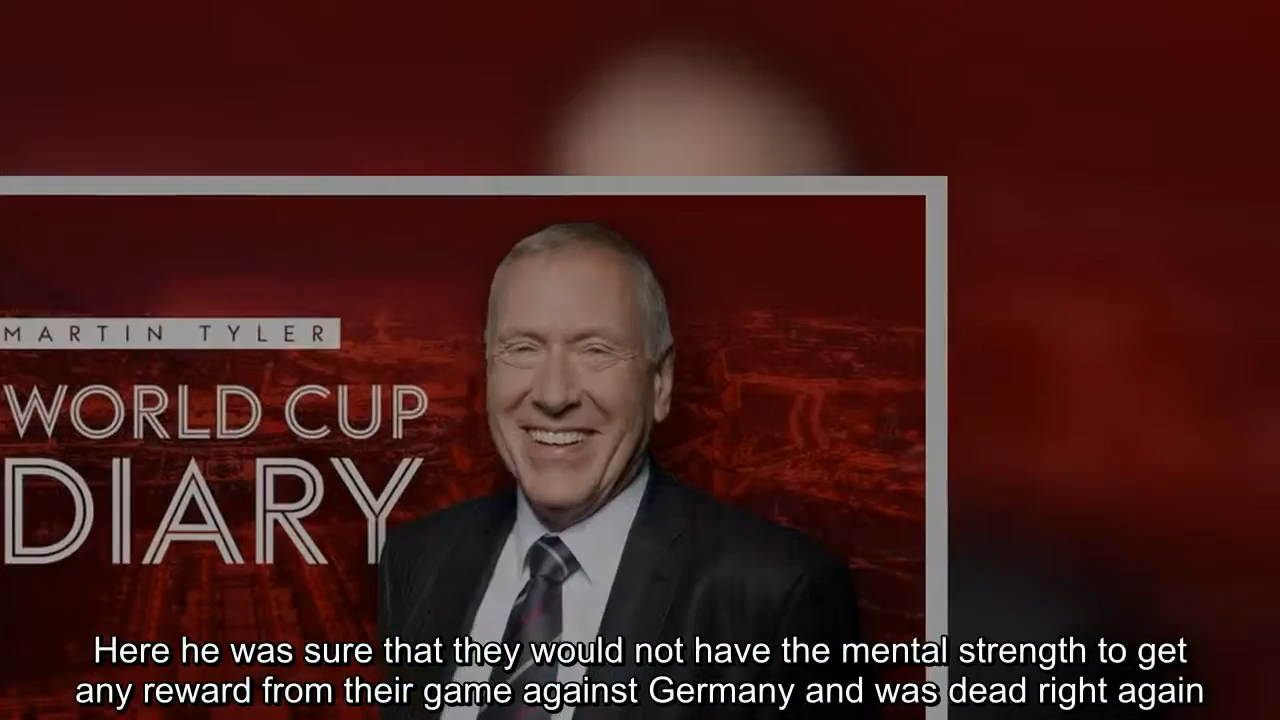 MARTIN TYLER
WORLD CUP
DIARY
Here he was sure that they would not have the mental strength to get
any reward from their game against Germany and was dead right again